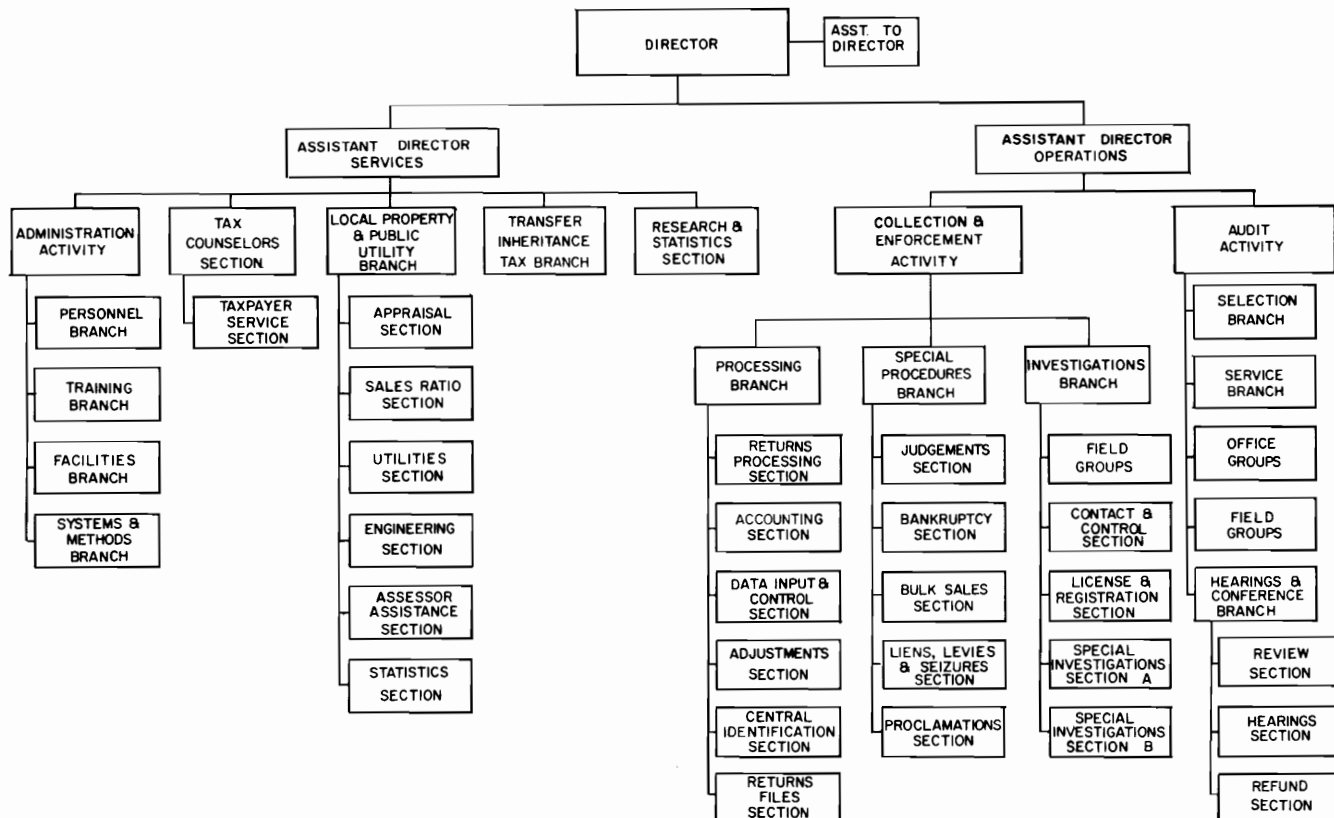 DIRECTOR
ASST. TO
DIRECTOR
ASSISTANT DIRECTOR
SERVICES
ASSISTANT DIRECTOR
OPERATIONS
ADMINISTRATION
ACTIVITY
TAX
COUNSELORS
SECTION
LOCAL PROPERTY
& PUBLIC
UTILITY
BRANCH
TRANSFER
INHERITANCE
TAX BRANCH
RESEARCH &
STATISTICS
SECTION
COLLECTION &
ENFORCEMENT
ACTIVITY
AUDIT
ACTIVITY
PERSONNEL
BRANCH
TRAINING
BRANCH
FACILITIES
BRANCH
SYSTEMS &
METHODS
BRANCH
TAXPAYER
SERVICE
SECTION
APPRAISAL
SECTION
SALES RATIO
SECTION
UTILITIES
SECTION
ENGINEERING
SECTION
ASSESSOR
ASSISTANCE
SECTION
STATISTICS
SECTION
PROCESSING
BRANCH
RETURNS
PROCESSING
SECTION
ACCOUNTING
SECTION
DATA INPUT &
CONTROL
SECTION
ADJUSTMENTS
SECTION
CENTRAL
IDENTIFICATION
SECTION
RETURNS
FILES
SECTION
SPECIAL
PROCEDURES
BRANCH
JUDGEMENTS
SECTION
BANKRUPTCY
SECTION
BULK SALES
SECTION
LIENS, LEVIES
& SEIZURES
SECTION
PROCLAMATIONS
SECTION
INVESTIGATIONS
BRANCH
FIELD
GROUPS
CONTACT &
CONTROL
SECTION
LICENSE &
REGISTRATION
SECTION
SPECIAL
INVESTIGATIONS
SECTION A
SPECIAL
INVESTIGATIONS
SECTION B
SELECTION
BRANCH
SERVICE
BRANCH
OFFICE
GROUPS
FIELD
GROUPS
HEARINGS &
CONFERENCE
BRANCH
REVIEW
SECTION
HEARINGS
SECTION
REFUND
SECTION